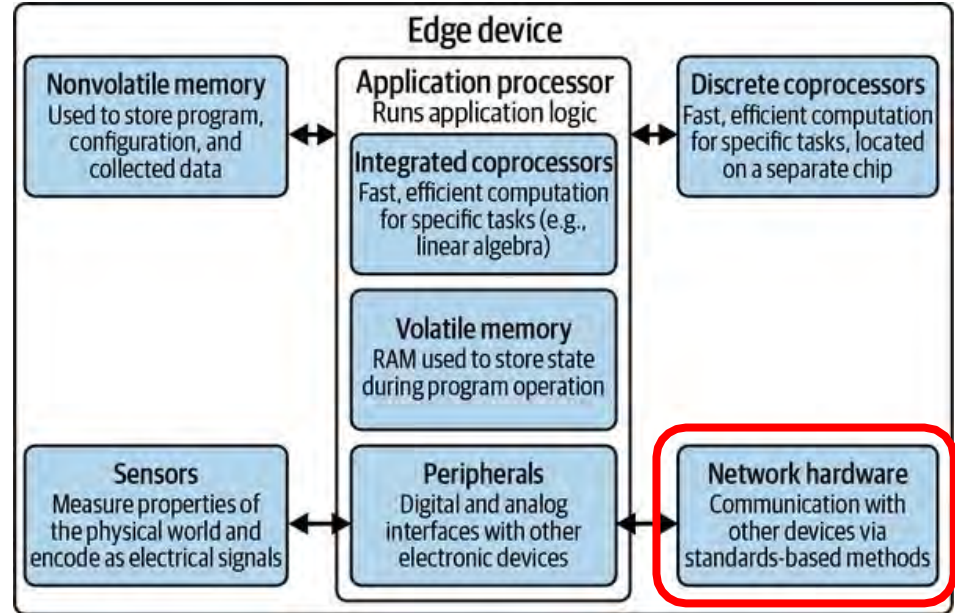 Edge device
Nonvolatile memory
Used to store program,
configuration, and
collected data
Application processor
Runs application logic
Integrated coprocessors
Fast, efficient computation
for specific tasks (e.g.,
linear algebra)
Discrete coprocessors
Fast, efficient computation
for specific tasks, located
on a separate chip
Volatile memory
RAM used to store state
during program operation
Sensors
Measure properties of
the physical world and
encode as electrical signals
Peripherals
Digital and analog
interfaces with other
electronic devices
Network hardware
Communication with
other devices via
standards-based methods